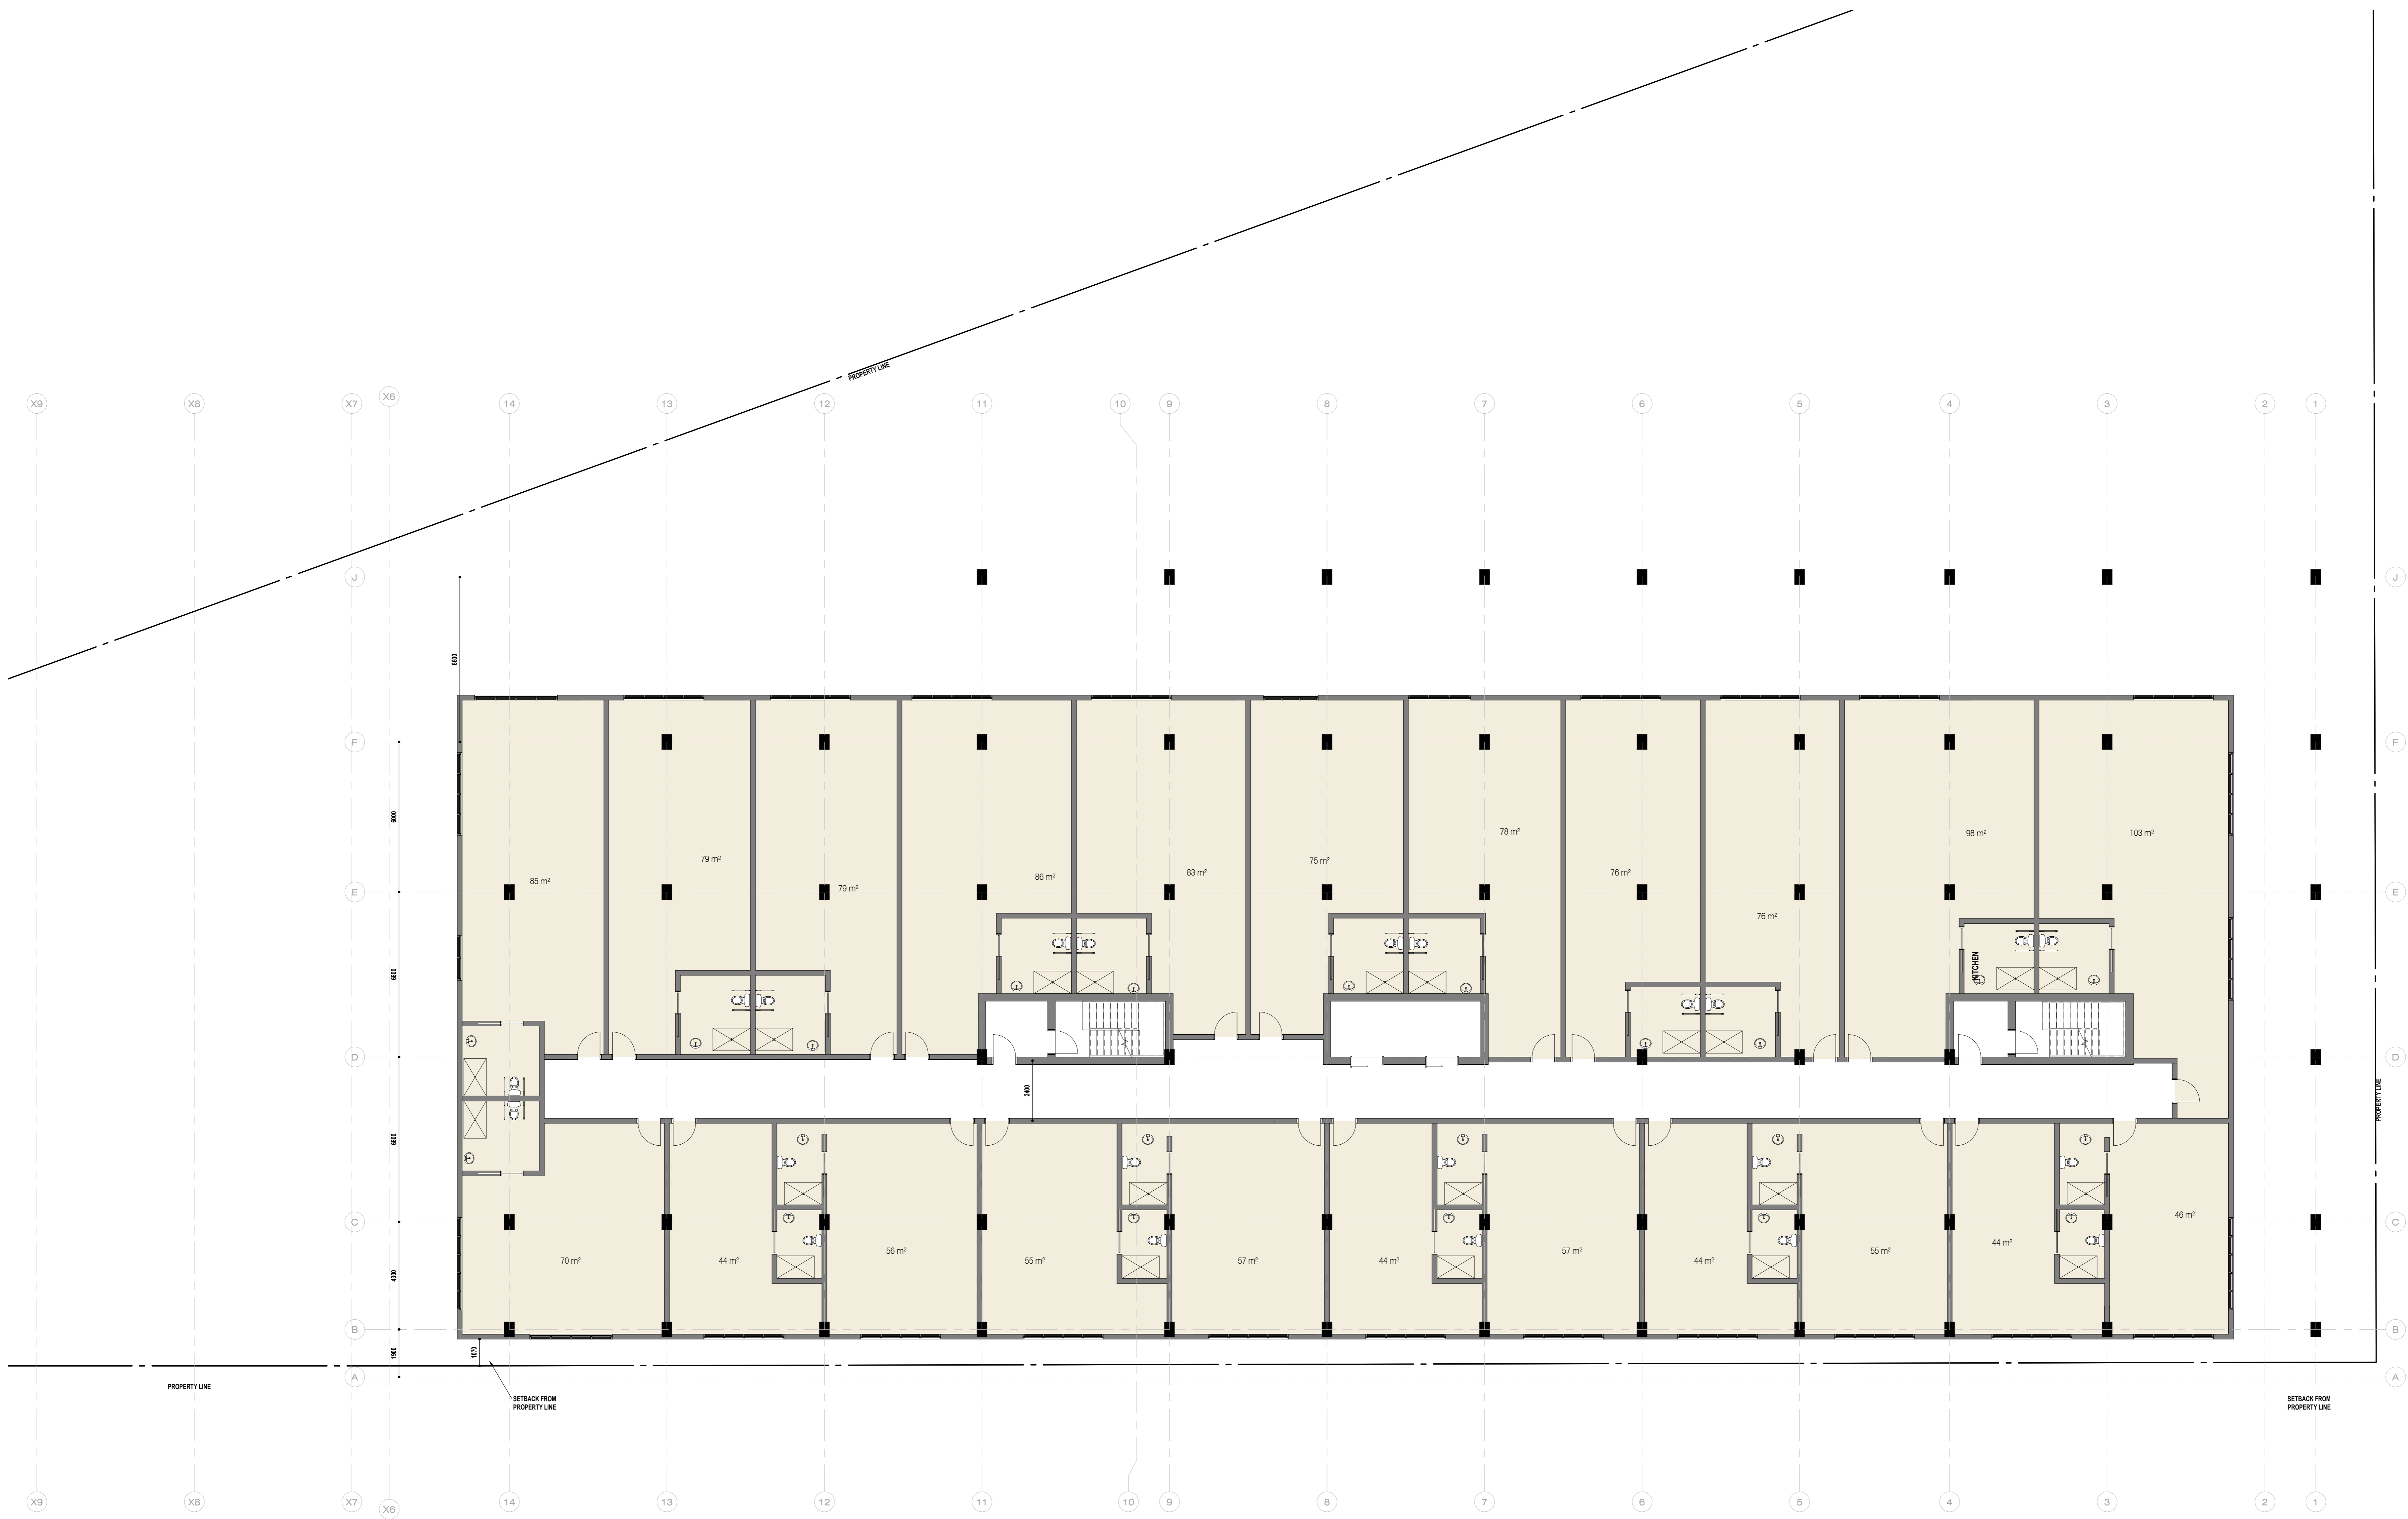 PROPERTY LINE
X9
X8
X7
X6
14
13
12
11
10
9
8
7
6
5
4
3
2
1
J
J
6600
F
F
6000
78 m²
98 m²
103 m²
79 m²
75 m²
85 m²
79 m²
86 m²
83 m²
76 m²
E
E
76 m²
6600
KITCHEN
D
D
2400
PROPERTY LINE
6600
C
C
46 m²
70 m²
44 m²
56 m²
55 m²
57 m²
44 m²
57 m²
44 m²
55 m²
44 m²
4300
B
B
1900
1070
A
A
PROPERTY LINE
SETBACK FROM
PROPERTY LINE
SETBACK FROM
PROPERTY LINE
X9
X8
X7
X6
14
13
12
11
10
9
8
7
6
5
4
3
2
1